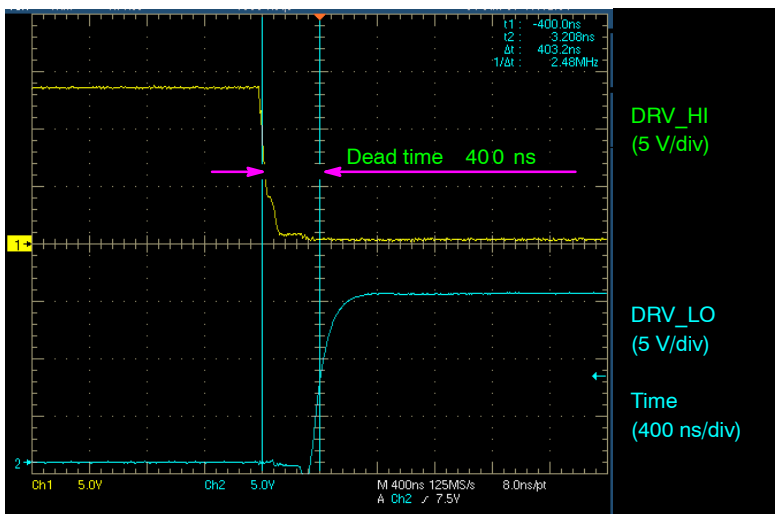 t1 : -400.0ns
t2 : 3.208ns
Δt : 403.2ns
1/Δt : 2.48MHz
DRV_HI
(5 V/div)
Dead time 400 ns
1
DRV_LO
(5 V/div)
Time
(400 ns/div)
2
Ch1 5.0V Ch2 5.0V M 400ns 125MS/s 8.0ns/pt
A Ch2 ⁄ 7.5V